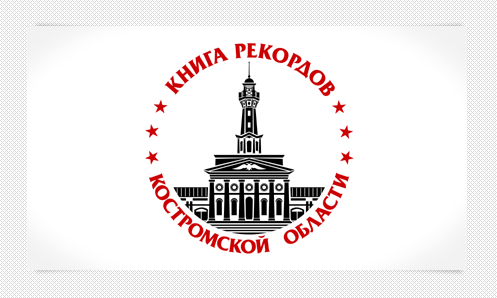 КНИГА РЕКОРДОВ
КОСТРОМСКОЙ ОБЛАСТИ